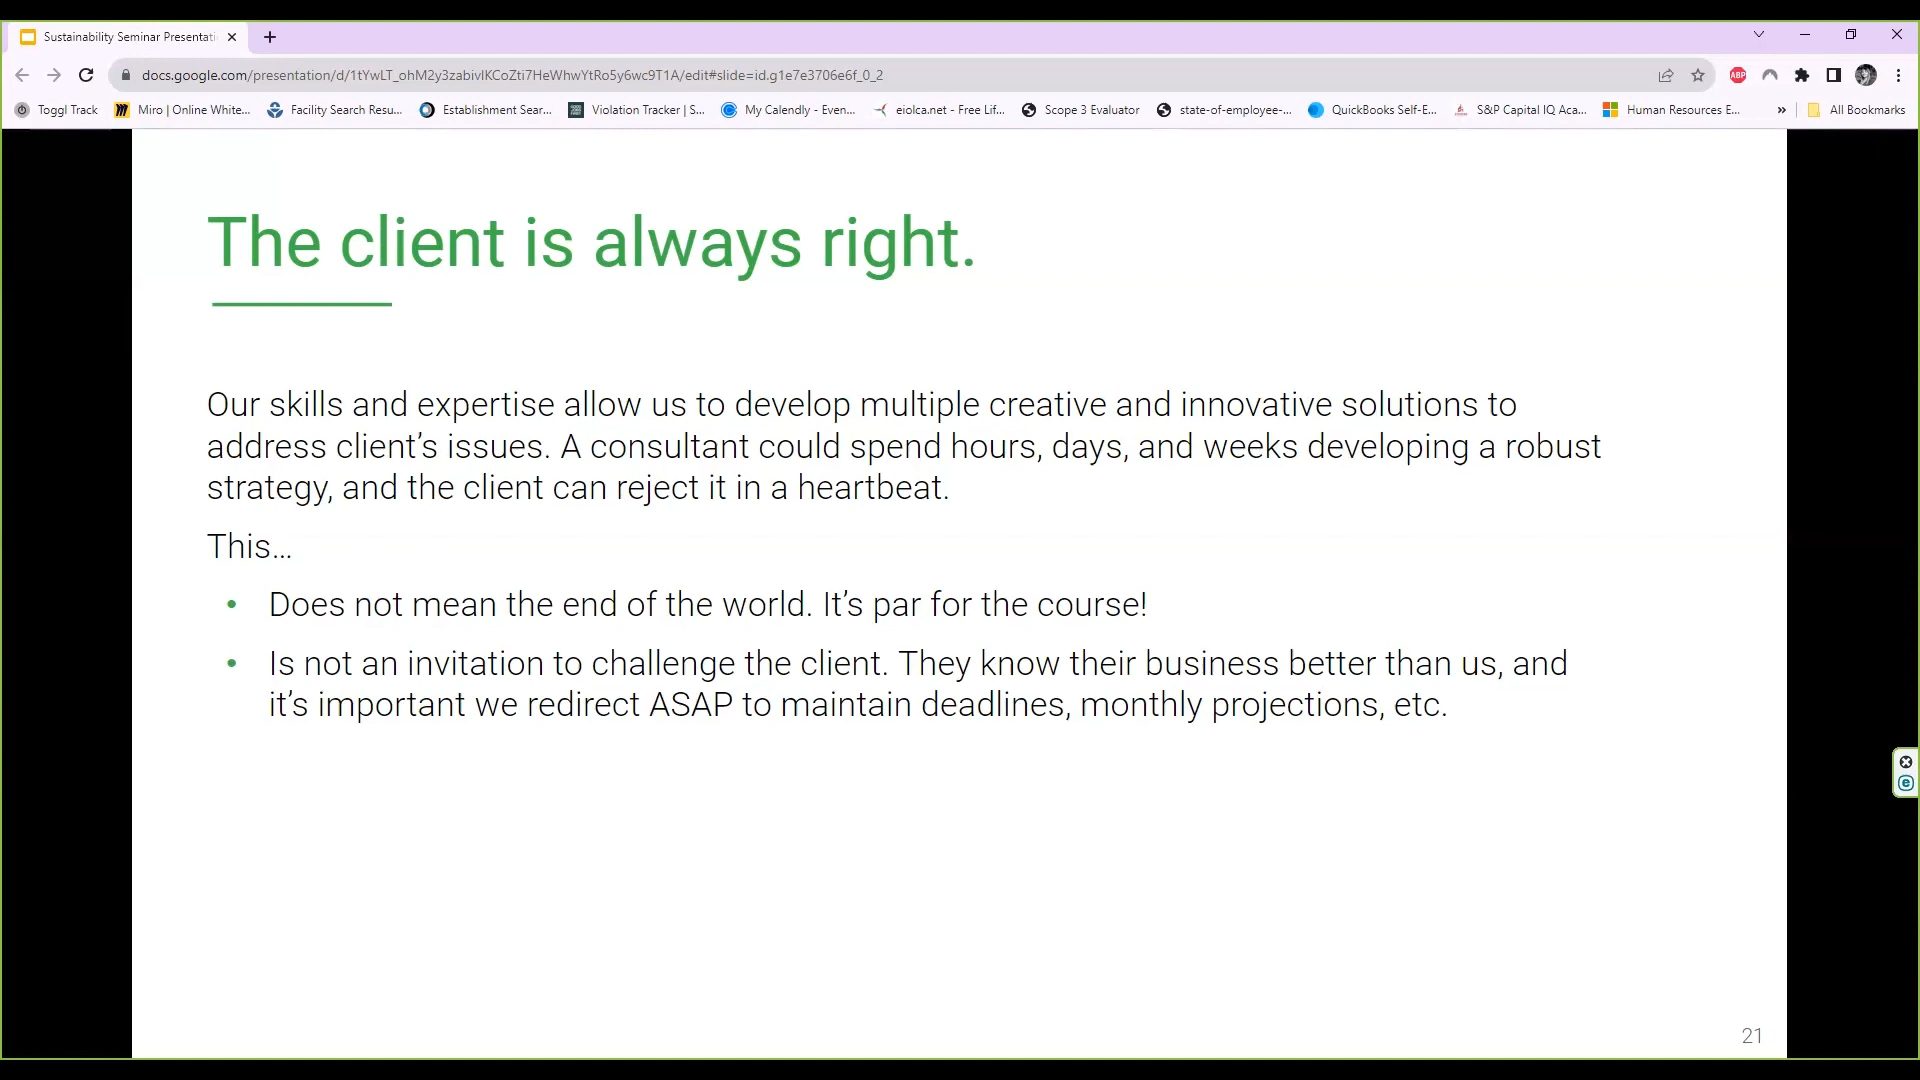 Sustainability Seminar Presentati
docs.google.com/presentation/d/1tYwLT_ohM2y3zabivIKCoZti7HeWhwYtRo5y6wc9T1A/edit#slide=id.g1e7e3706e6f_0_2
ABP
Toggl Track Miro | Online White... Facility Search Resu... Establishment Sear... Violation Tracker | S... My Calendly - Even... eiolca.net - Free Lif... Scope 3 Evaluator state-of-employee-... QuickBooks Self-E... S&P Capital IQ Aca... Human Resources E... » All Bookmarks
The client is always right.
Our skills and expertise allow us to develop multiple creative and innovative solutions to
address client’s issues. A consultant could spend hours, days, and weeks developing a robust
strategy, and the client can reject it in a heartbeat.
This…
• Does not mean the end of the world. It’s par for the course!
• Is not an invitation to challenge the client. They know their business better than us, and
it’s important we redirect ASAP to maintain deadlines, monthly projections, etc.
21